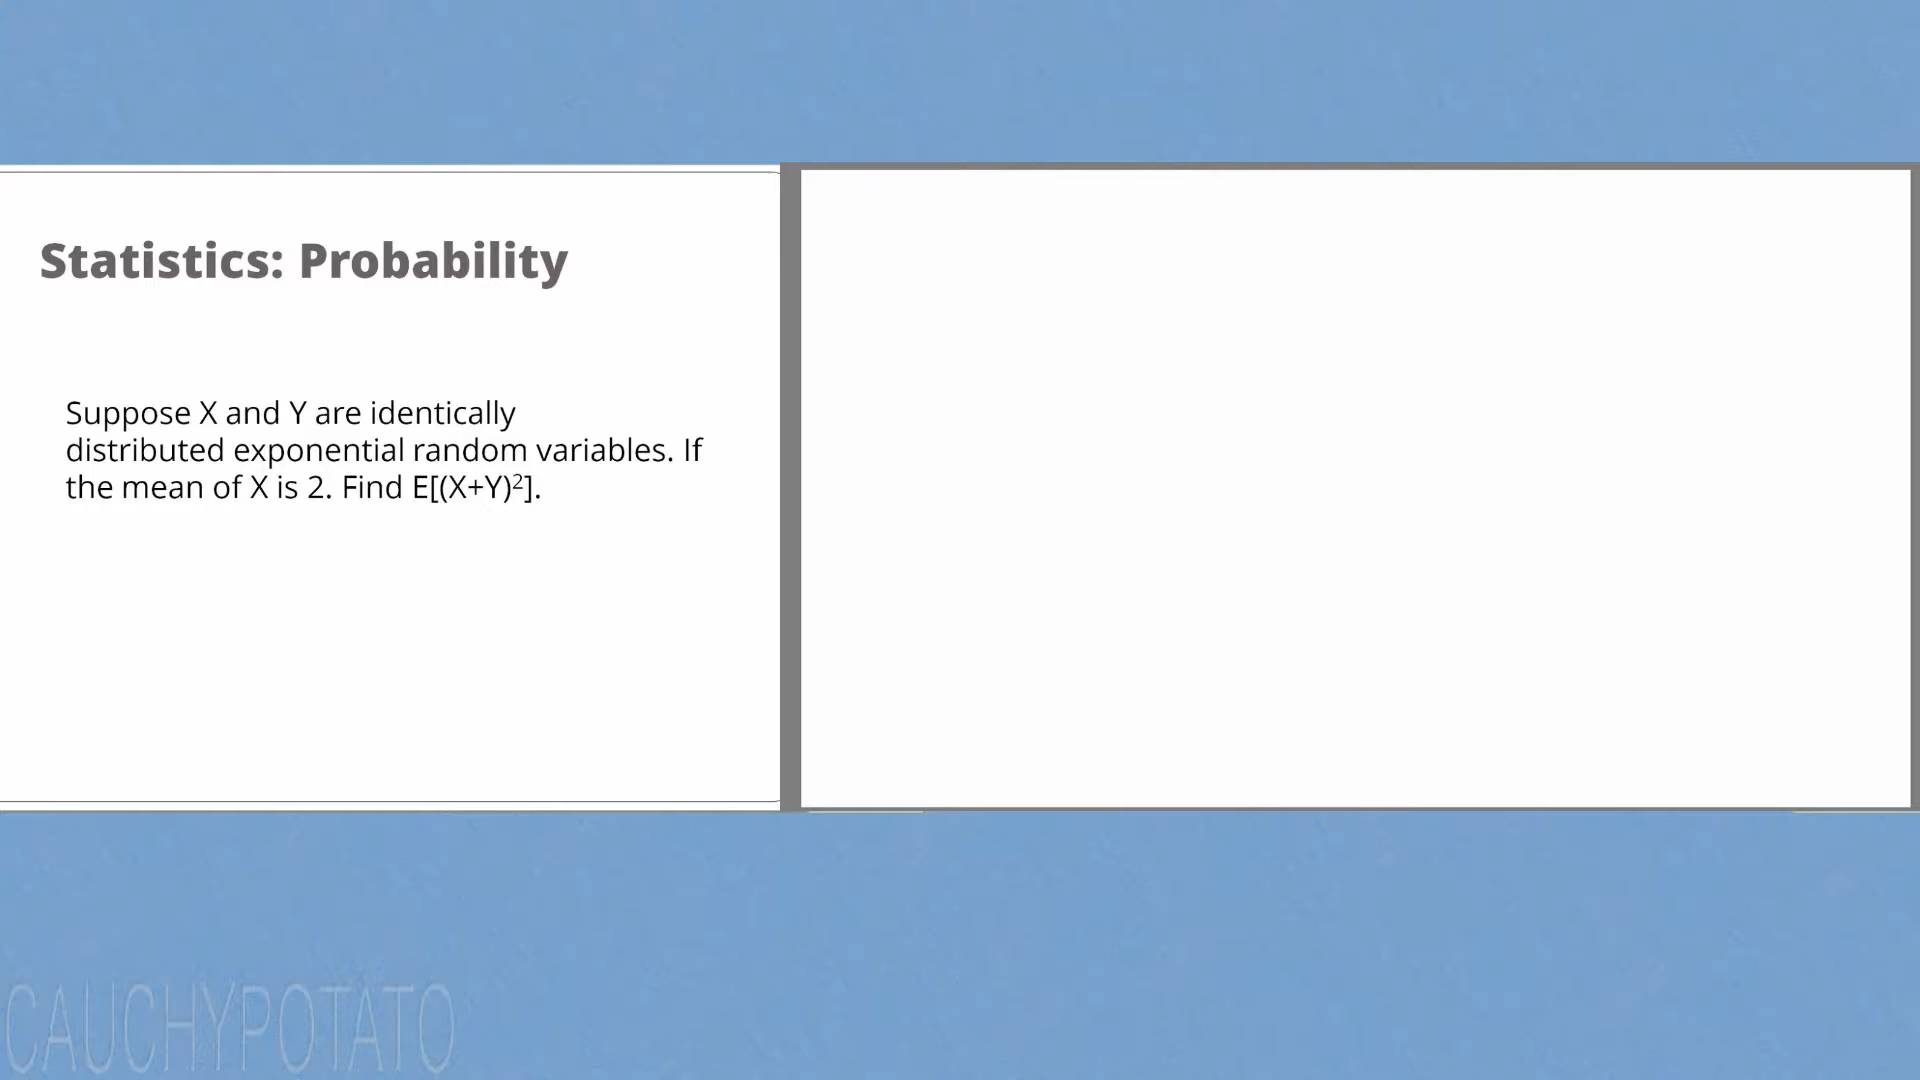 Statistics: Probability
Suppose X and Y are identically
distributed exponential random variables. If
the mean of X is 2. Find E[(X+Y)²].
CAUCHYPOTATO